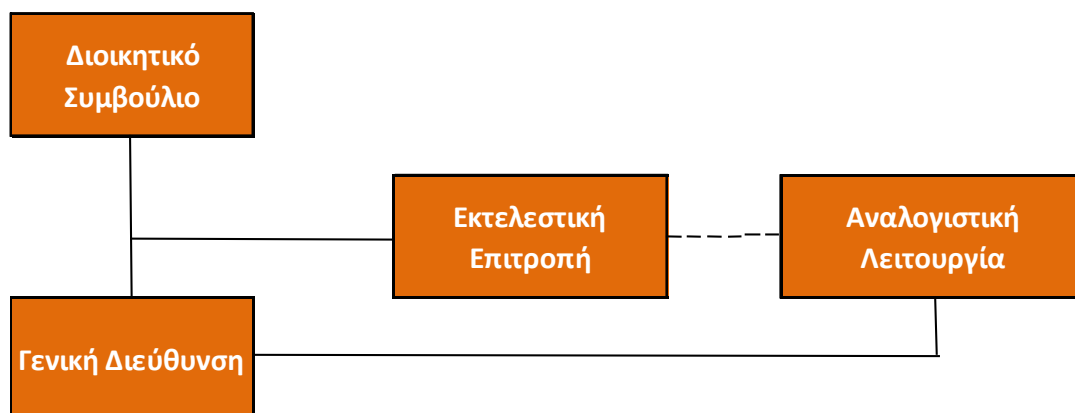 Διοικητικό
Συμβούλιο
Εκτελεστική
Επιτροπή
Αναλογιστική
Λειτουργία
Γενική Διεύθυνση